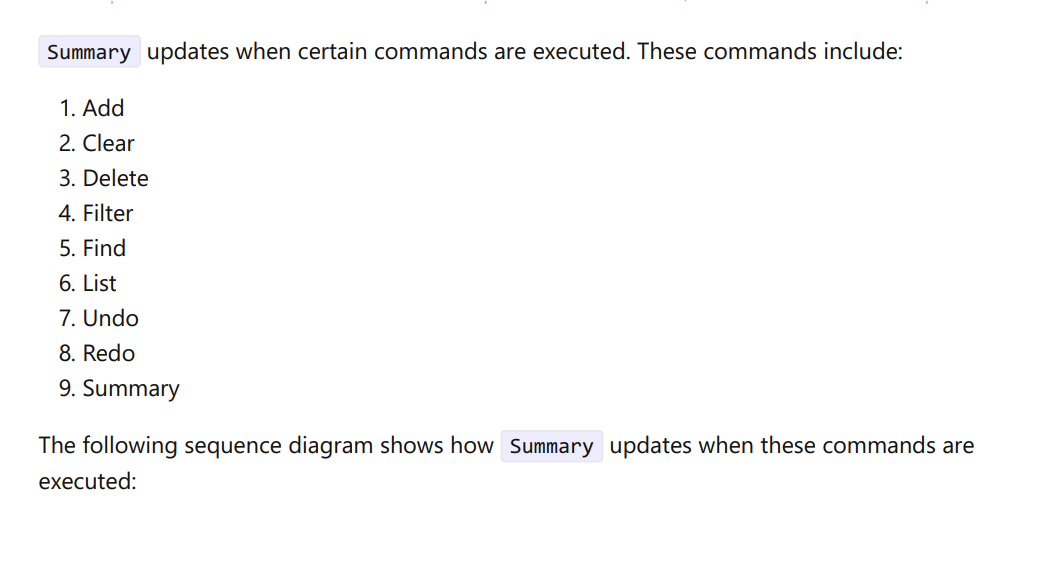 Summary updates when certain commands are executed. These commands include:
1. Add
2. Clear
3. Delete
4. Filter
5. Find
6. List
7. Undo
8. Redo
9. Summary
The following sequence diagram shows how Summary updates when these commands are
executed: